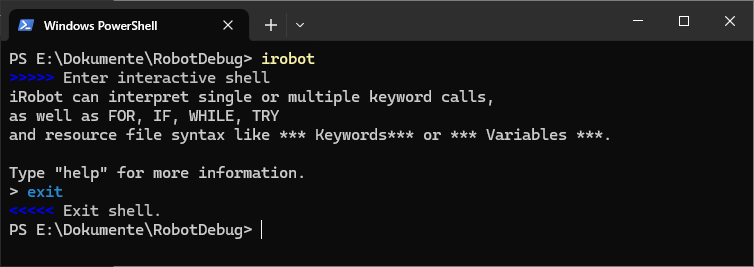 Windows PowerShell
PS E:\Dokumente\RobotDebug> irobot
>>>>> Enter interactive shell
iRobot can interpret single or multiple keyword calls,
as well as FOR, IF, WHILE, TRY
and resource file syntax like *** Keywords*** or *** Variables ***.
Type "help" for more information.
> exit
<<<<< Exit shell.
PS E:\Dokumente\RobotDebug>